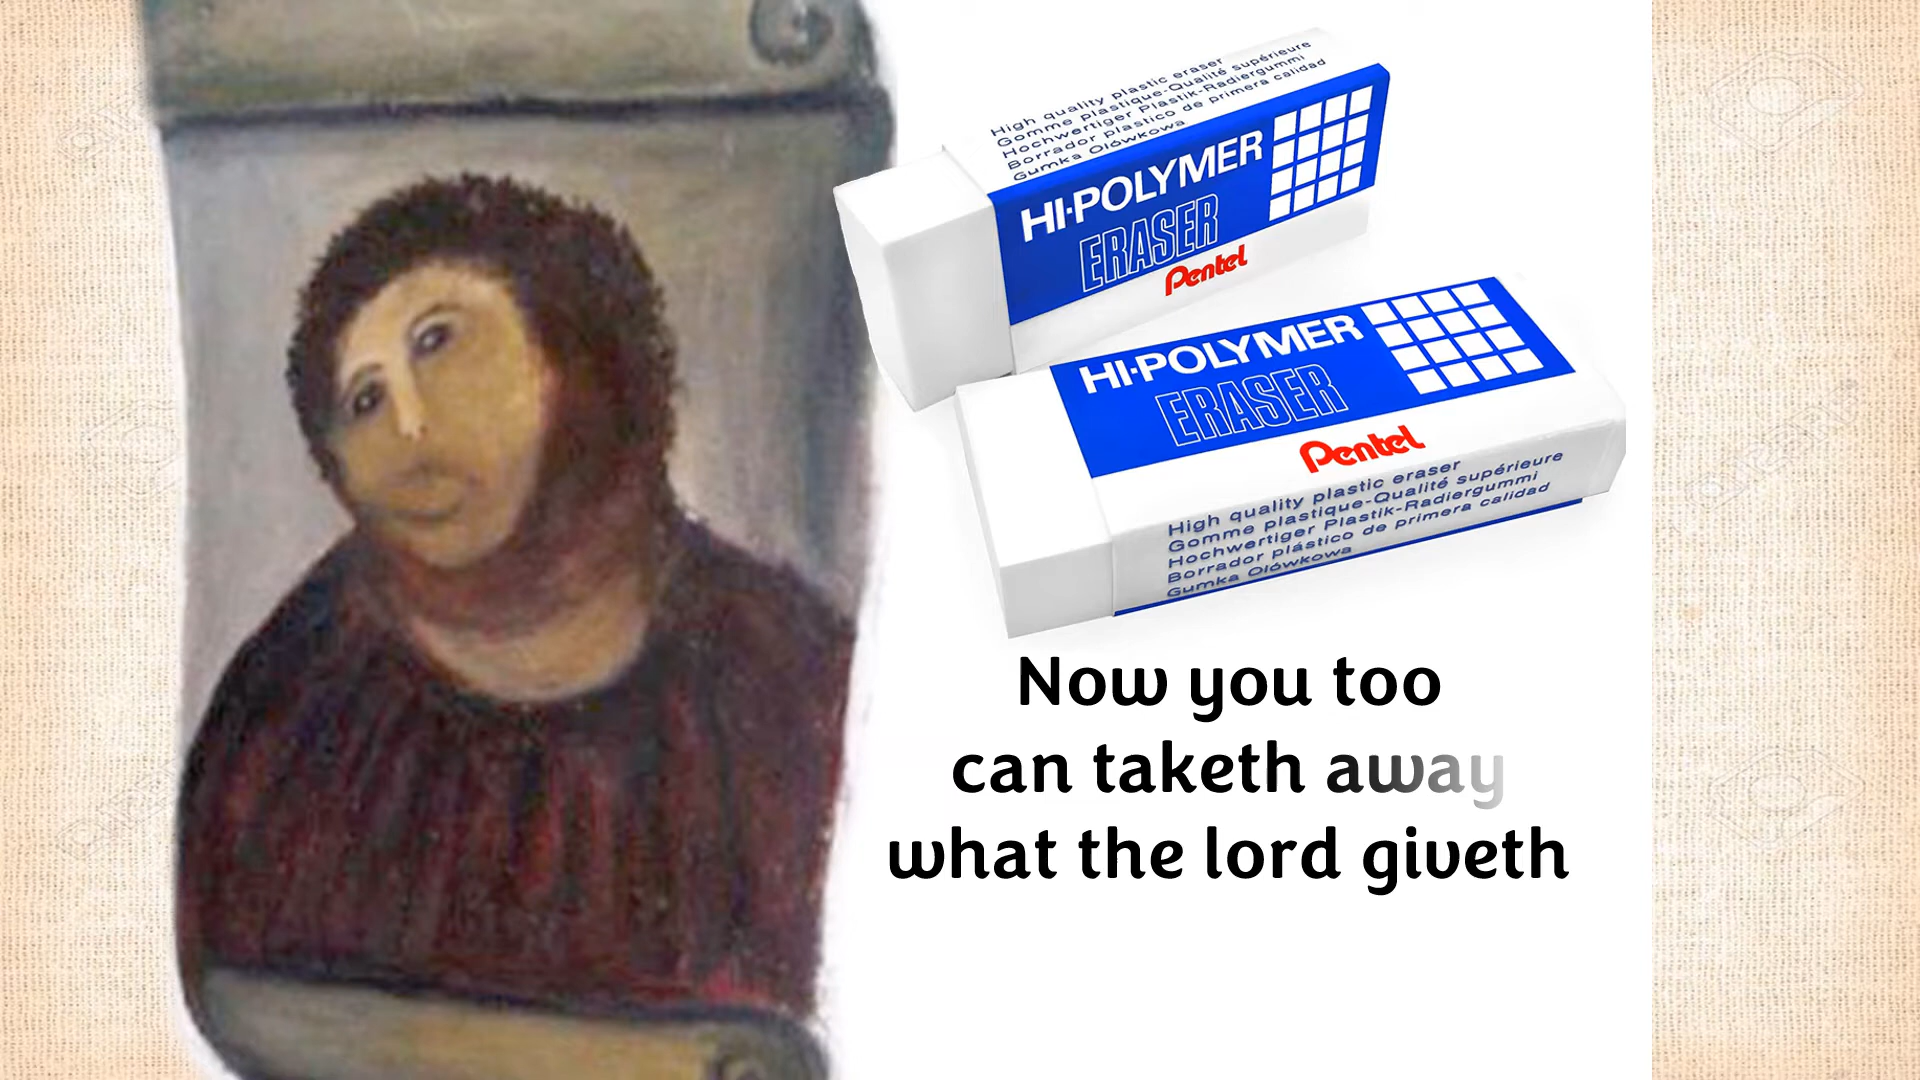 High quality plastic eraser
Gomme plastique-Qualité supérieure
Hochwertiger Plastik-Radiergummi
Borrador plastico de primera calidad
Gumka Olówkowa
HI-POLYMER
ERASER
Pentel
HI-POLYMER
ERASER
Pentel
High quality plastic eraser
Gomme plastique-Qualité supérieure
Hochwertiger Plastik-Radiergummi
Borrador plástico de primera calidad
Gumka Olówkowa
Now you too
can taketh away
what the lord giveth